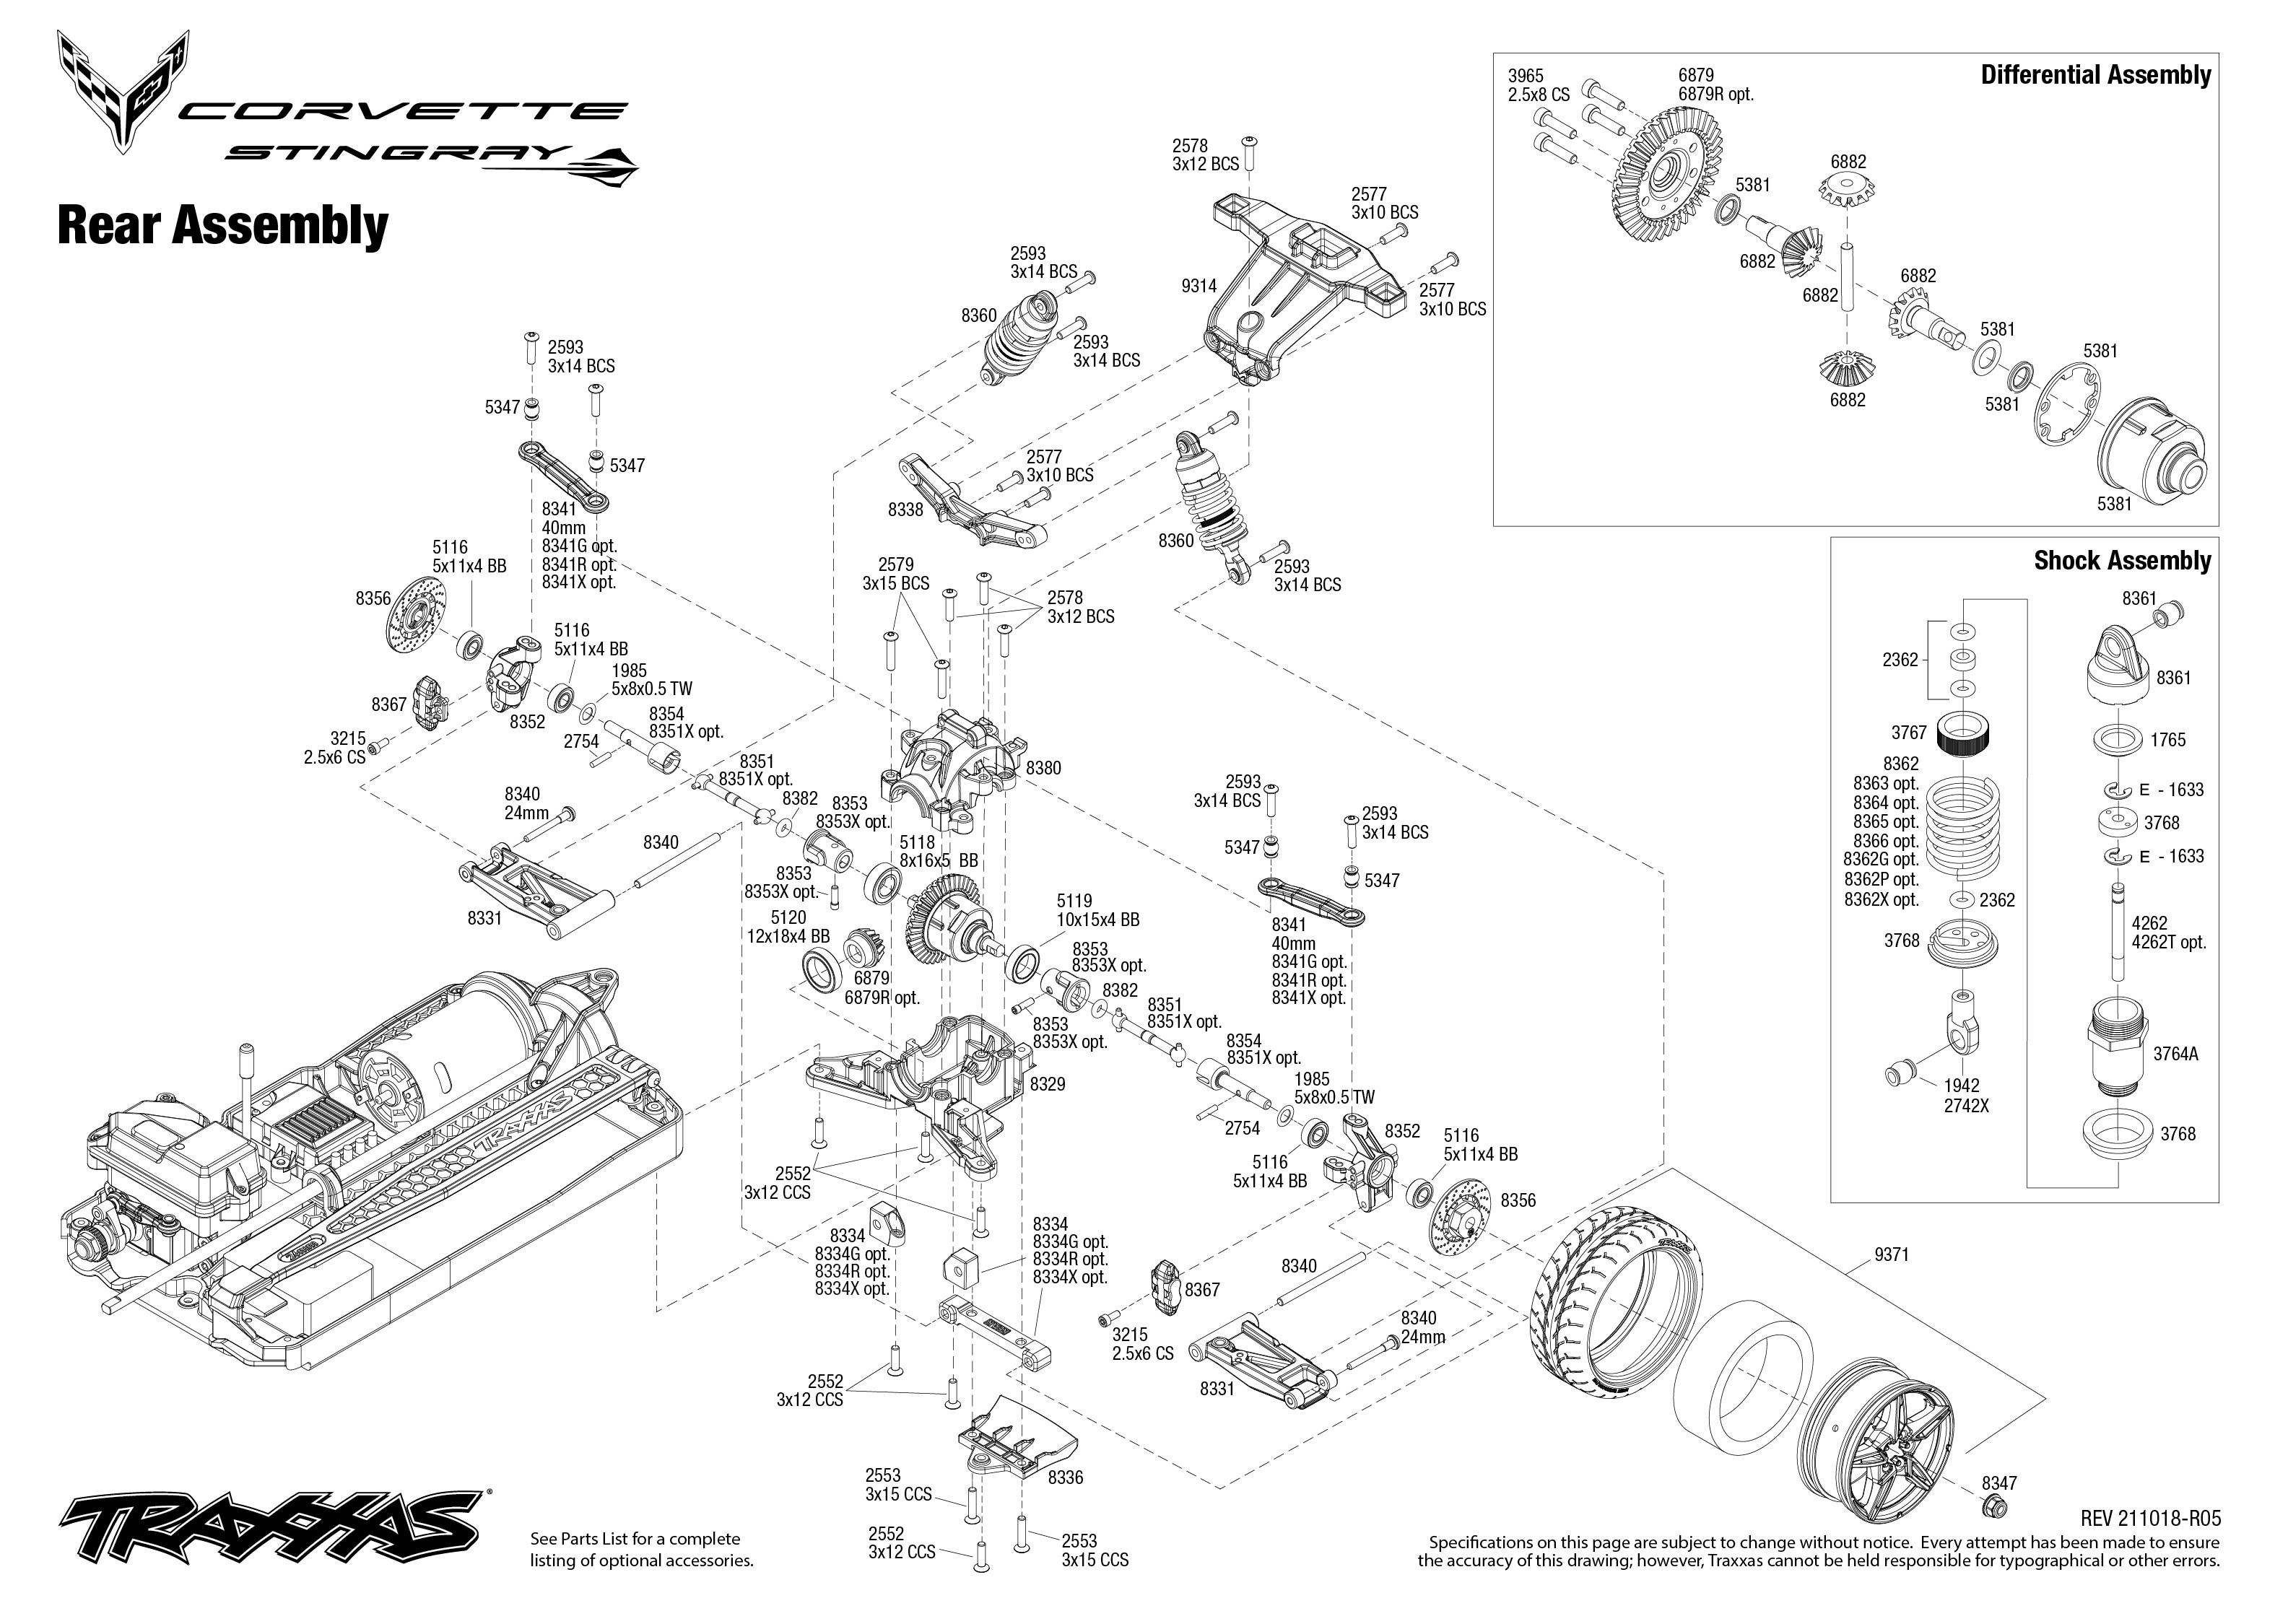 CORVETTE
STINGRAY
Rear Assembly
Differential Assembly
3965
2.5x8 CS
6879
6879R opt.
5381
6882
6882
6882
6882
6882
5381
5381
5381
5381
2578
3x12 BCS
2577
3x10 BCS
9314
2577
3x10 BCS
2593
3x14 BCS
8360
2593
3x14 BCS
2593
3x14 BCS
5347
5347
8341
40mm
8341G opt.
8341R opt.
8341X opt.
2577
3x10 BCS
8338
8360
2593
3x14 BCS
5116
5x11x4 BB
8356
2579
3x15 BCS
2578
3x12 BCS
5116
5x11x4 BB
1985
5x8x0.5 TW
8367
8352
3215
2.5x6 CS
2754
8354
8351X opt.
8351
8351X opt.
8382
8353
8353X opt.
8380
8340
24mm
8340
8331
8353
8353X opt.
5118
8x16x5 BB
5120
12x18x4 BB
6879
6879R opt.
5119
10x15x4 BB
8353
8353X opt.
8382
8353
8353X opt.
8351
8351X opt.
8354
8351X opt.
2593
3x14 BCS
2593
3x14 BCS
5347
5347
8341
40mm
8341G opt.
8341R opt.
8341X opt.
8329
1985
5x8x0.5 TW
2754
8352
5116
5x11x4 BB
5116
5x11x4 BB
8356
TRAXXAS
2552
3x12 CCS
8334
8334G opt.
8334R opt.
8334X opt.
8334
8334G opt.
8334R opt.
8334X opt.
8340
8367
3215
2.5x6 CS
8340
24mm
8331
2552
3x12 CCS
8336
2553
3x15 CCS
2552
3x12 CCS
2553
3x15 CCS
TRAXXAS
9371
8347
Shock Assembly
2362
3767
8362
8363 opt.
8364 opt.
8365 opt.
8366 opt.
8362G opt.
8362P opt.
8362X opt.
2362
3768
1942
2742X
8361
8361
1765
E - 1633
3768
E - 1633
4262
4262T opt.
3764A
3768
TRAXXAS®
See Parts List for a complete
listing of optional accessories.
REV 211018-R05
Specifications on this page are subject to change without notice. Every attempt has been made to ensure
the accuracy of this drawing; however, Traxxas cannot be held responsible for typographical or other errors.